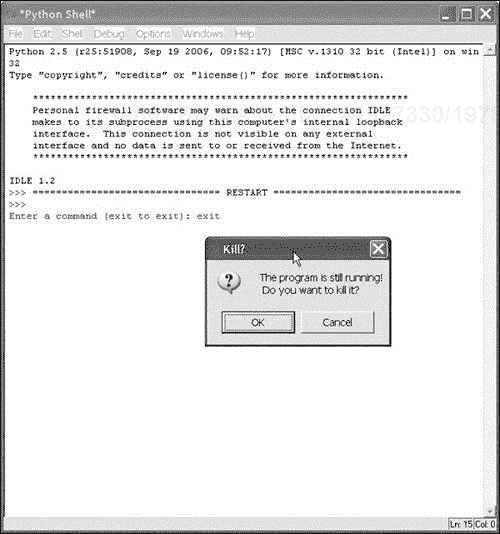 *Python Shell*
File Edit Shell Debug Options Windows Help
Python 2.5 (r25:51908, Sep 19 2006, 09:52:17) [MSC v.1310 32 bit (Intel)] on win
32
Type "copyright", "credits" or "license()" for more information.
****************************************************************
Personal firewall software may warn about the connection IDLE
makes to its subprocess using this computer's internal loopback
interface. This connection is not visible on any external
interface and no data is sent to or received from the Internet.
****************************************************************
IDLE 1.2
>>> ================================ RESTART ================================
>>>
Enter a command (exit to exit): exit
Kill?
The program is still running!
Do you want to kill it?
OK Cancel
Ln: 15 Col: 0